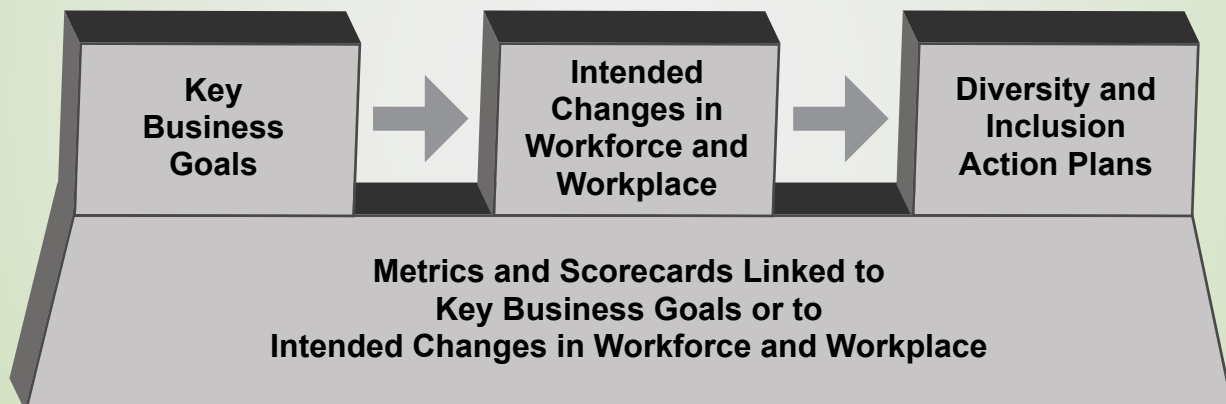 Key
Business
Goals
Intended
Changes in
Workforce and
Workplace
Diversity and
Inclusion
Action Plans
Metrics and Scorecards Linked to
Key Business Goals or to
Intended Changes in Workforce and Workplace